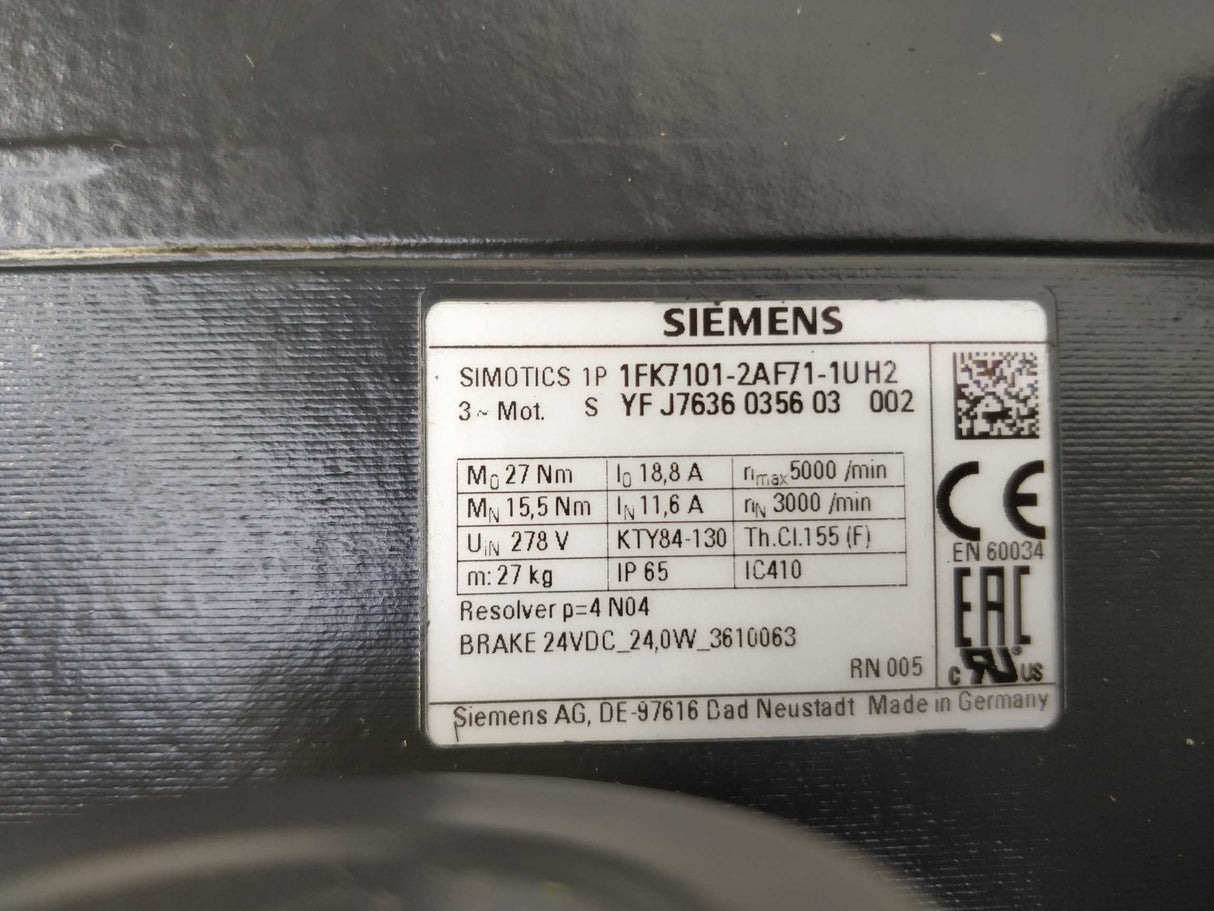 SIEMENS
SIMOTICS 1P 1FK7101-2AF71-1UH2
3 ~ Mot. S YF J7636 0356 03 002
M0 27 Nm I0 18,8 A nmax 5000 /min
MN 15,5 Nm IN 11,6 A nN 3000 /min
UiN 278 V KTY84-130 Th.Cl.155 (F)
m: 27 kg IP 65 IC410
Resolver p=4 N04
BRAKE 24VDC_24,0W_3610063
RN 005
CE
EN 60034
EAC
c RU® US
Siemens AG, DE-97616 Bad Neustadt Made in Germany